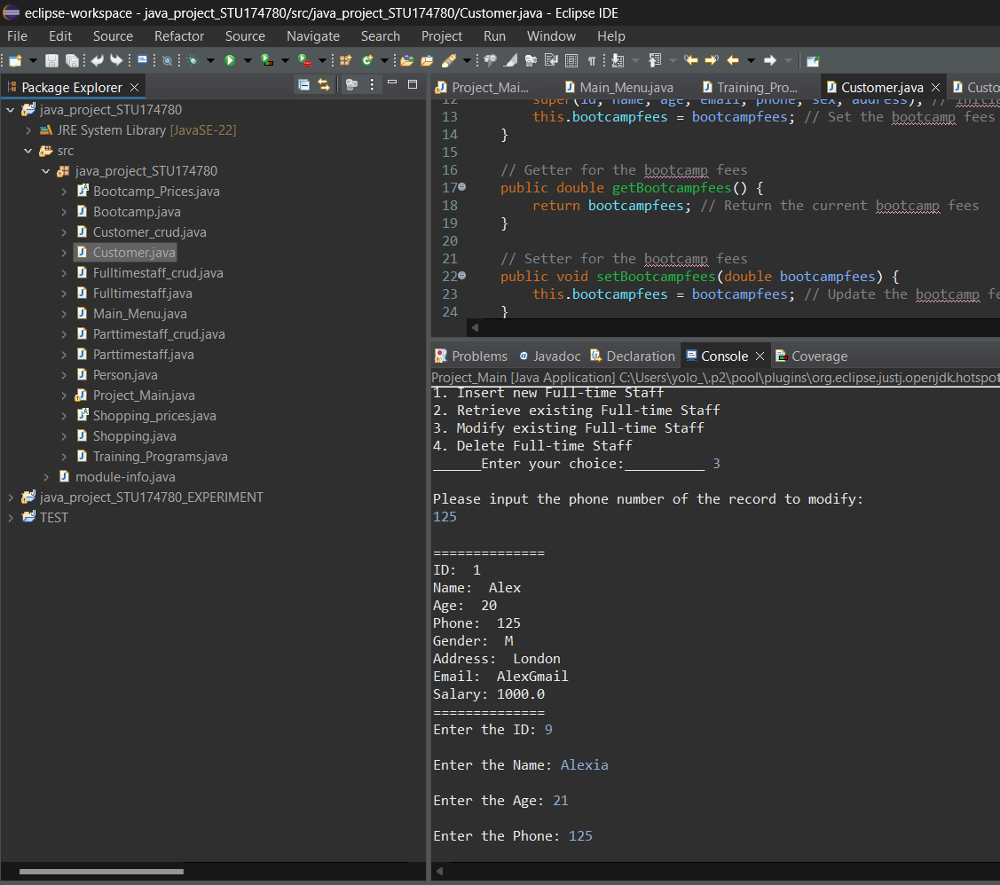 eclipse-workspace - java_project_STU174780/src/java_project_STU174780/Customer.java - Eclipse IDE
File Edit Source Refactor Source Navigate Search Project Run Window Help
Package Explorer
java_project_STU174780
JRE System Library [JavaSE-22]
src
java_project_STU174780
Bootcamp_Prices.java
Bootcamp.java
Customer_crud.java
Customer.java
Fulltimestaff_crud.java
Fulltimestaff.java
Main_Menu.java
Parttimestaff_crud.java
Parttimestaff.java
Person.java
Project_Main.java
Shopping_prices.java
Shopping.java
Training_Programs.java
module-info.java
java_project_STU174780_EXPERIMENT
TEST
Project_Mai... Main_Menu.java Training_Pro... Customer.java Custo
12 super(id, name, age, email, phone, sex, address); // Initia
13 this.bootcampfees = bootcampfees; // Set the bootcamp fees
14 }
15
16 // Getter for the bootcamp fees
17 public double getBootcampfees() {
18 return bootcampfees; // Return the current bootcamp fees
19 }
20
21 // Setter for the bootcamp fees
22 public void setBootcampfees(double bootcampfees) {
23 this.bootcampfees = bootcampfees; // Update the bootcamp fe
24 }
Problems Javadoc Declaration Console Coverage
Project_Main [Java Application] C:\Users\yolo_\.p2\pool\plugins\org.eclipse.justj.openjdk.hotspot
1. Insert new Full-time Staff
2. Retrieve existing Full-time Staff
3. Modify existing Full-time Staff
4. Delete Full-time Staff
______Enter your choice:__________ 3
Please input the phone number of the record to modify:
125
==============
ID: 1
Name: Alex
Age: 20
Phone: 125
Gender: M
Address: London
Email: AlexGmail
Salary: 1000.0
==============
Enter the ID: 9
Enter the Name: Alexia
Enter the Age: 21
Enter the Phone: 125